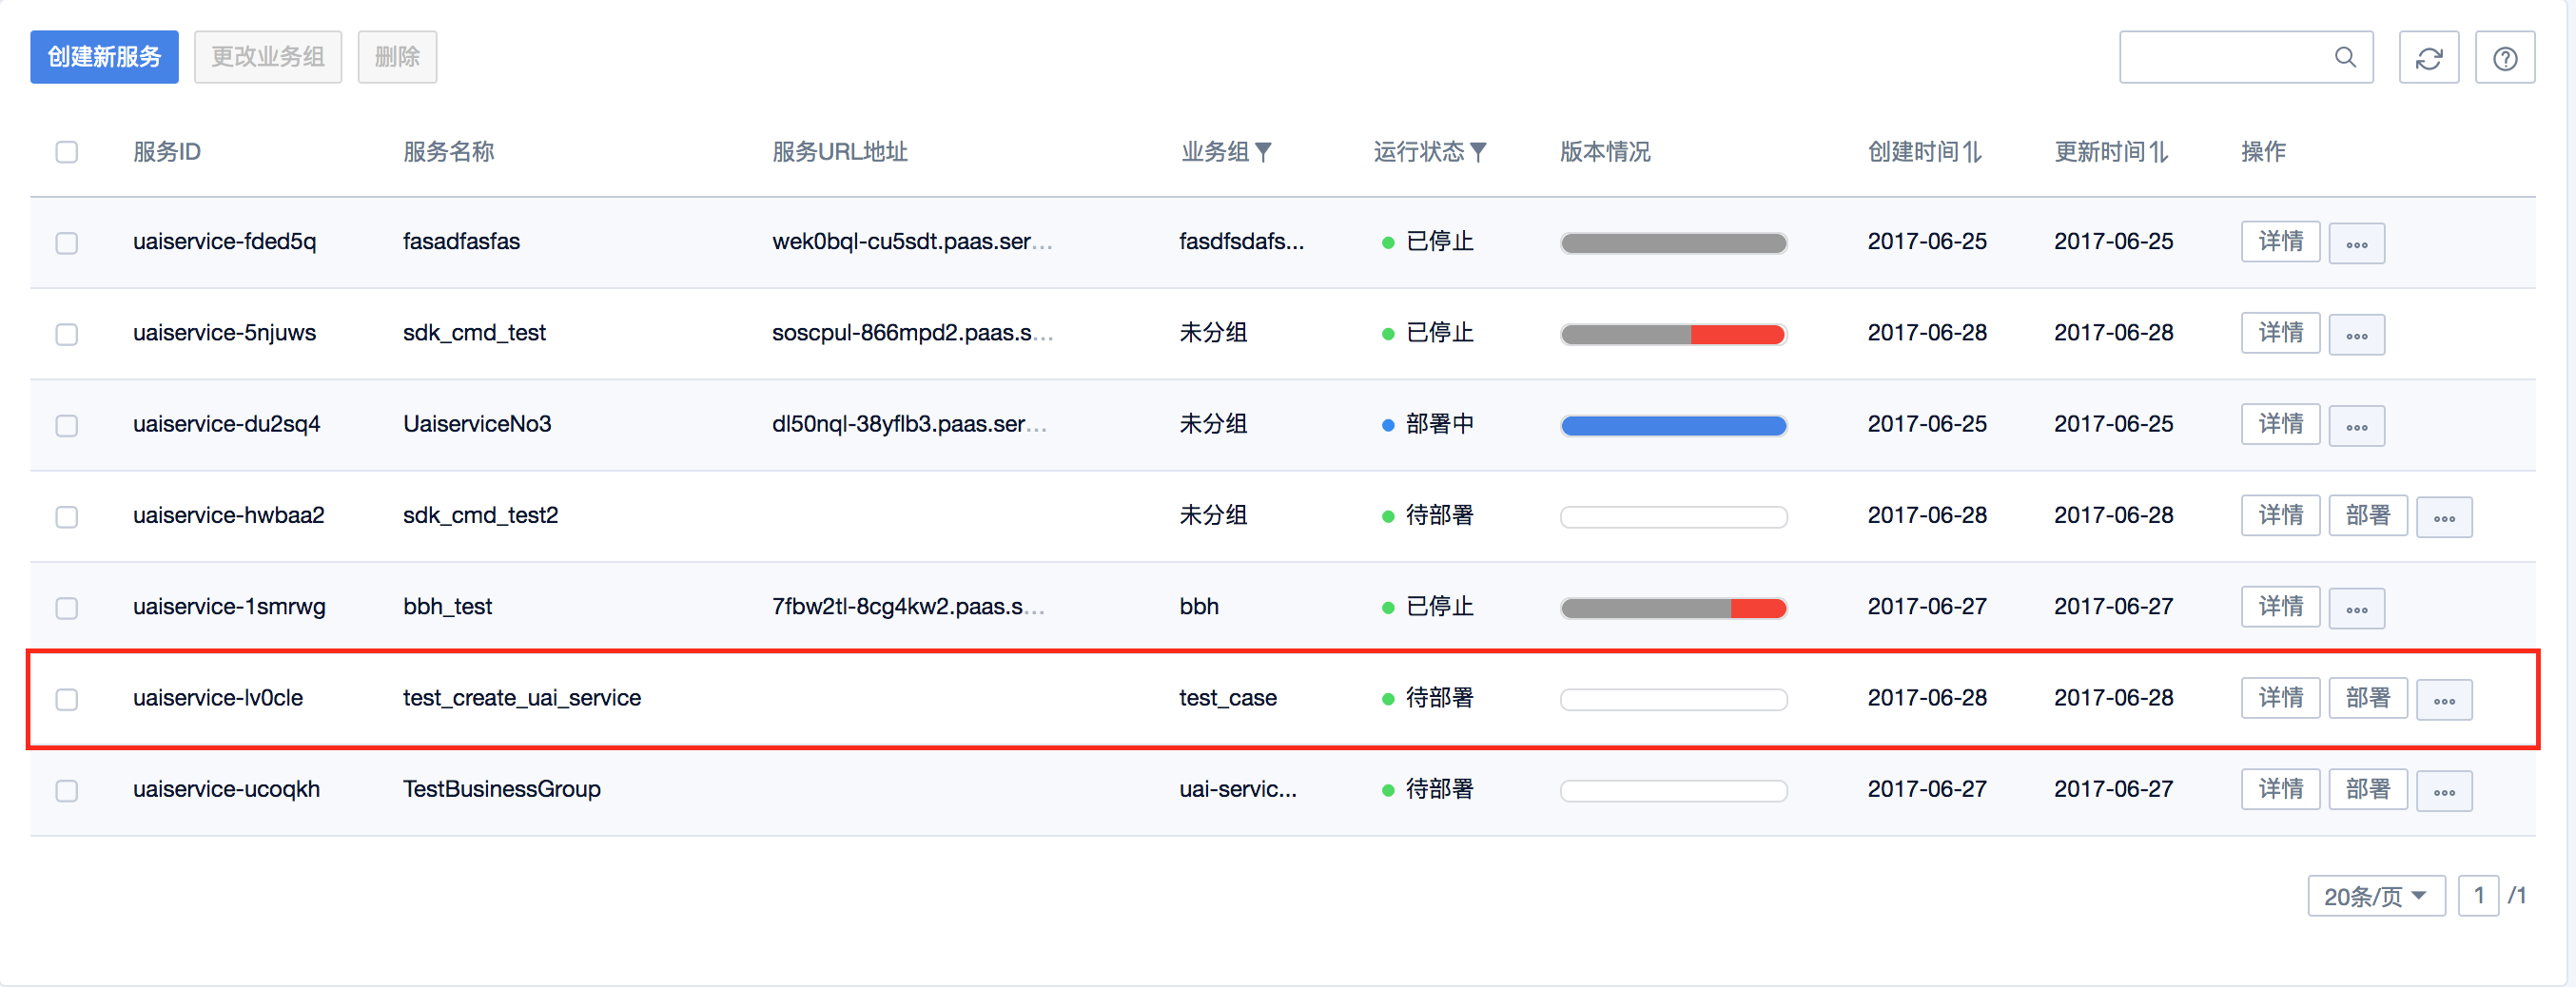 创建新服务 更改业务组 删除
服务ID 服务名称 服务URL地址 业务组 运行状态 版本情况 创建时间 更新时间 操作
uaiservice-fded5q fasadfasfas wek0bql-cu5sdt.paas.ser... fasdfsdafs... 已停止 2017-06-25 2017-06-25 详情
uaiservice-5njuws sdk_cmd_test soscpul-866mpd2.paas.s... 未分组 已停止 2017-06-28 2017-06-28 详情
uaiservice-du2sq4 UaiserviceNo3 dl50nql-38yflb3.paas.ser... 未分组 部署中 2017-06-25 2017-06-25 详情
uaiservice-hwbaa2 sdk_cmd_test2 未分组 待部署 2017-06-28 2017-06-28 详情 部署
uaiservice-1smrwg bbh_test 7fbw2tl-8cg4kw2.paas.s... bbh 已停止 2017-06-27 2017-06-27 详情
uaiservice-lv0cle test_create_uai_service test_case 待部署 2017-06-28 2017-06-28 详情 部署
uaiservice-ucoqkh TestBusinessGroup uai-servic... 待部署 2017-06-27 2017-06-27 详情 部署
20条/页 1 /1